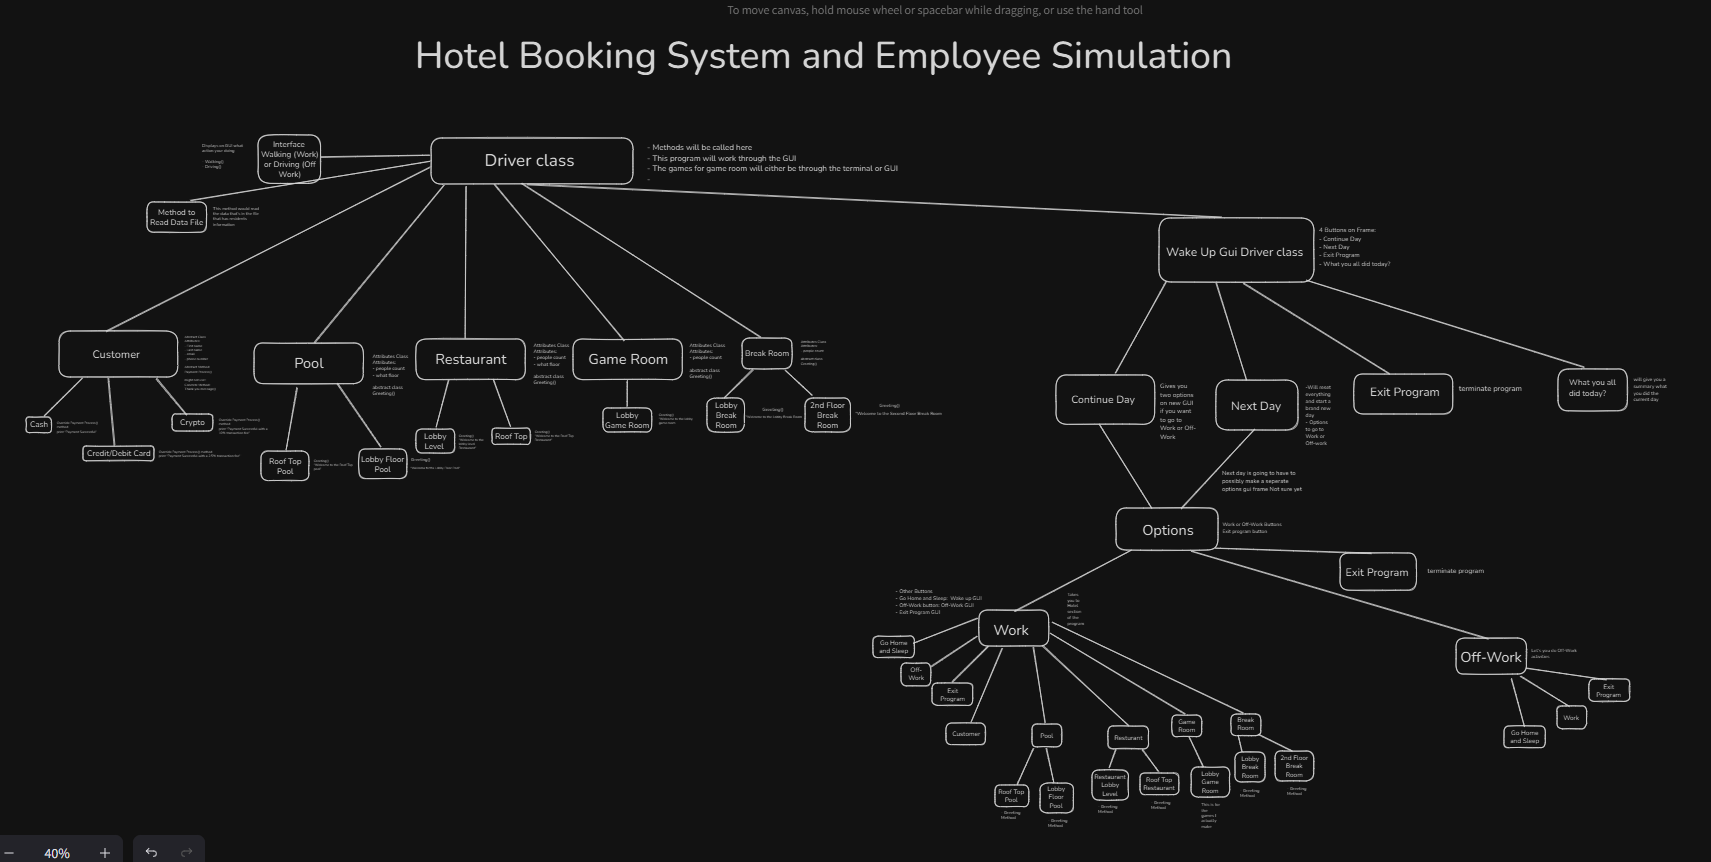 To move canvas, hold mouse wheel or spacebar while dragging, or use the hand tool
Hotel Booking System and Employee Simulation
Displays on GUI what
action your doing
Walking()
Driving()
Interface
Walking (Work)
or Driving (Off
Work)
Driver class
- Methods will be called here
- This program will work through the GUI
- The games for game room will either be through the terminal or GUI
-
Method to
Read Data File
This method would read
the data that's in the file
that has residents
information
Wake Up Gui Driver class
4 Buttons on Frame:
- Continue Day
- Next Day
- Exit Program
- What you all did today?
Customer
Pool
Attributes Class
Attributes:
- people count
- what floor
abstract class
Greeting()
Restaurant
Attributes Class
Attributes:
- people count
- what floor
abstract class
Greeting()
Game Room
Attributes Class
Attributes:
- people count
abstract class
Greeting()
Break Room
Cash
Credit/Debit Card
Crypto
Roof Top
Pool
Lobby Floor
Pool
Greeting()
Lobby
Level
Roof Top
Lobby
Game Room
Lobby
Break
Room
Greeting()
2nd Floor
Break
Room
Greeting()
"Welcome to the Second Floor Break Room
Continue Day
Gives you
two options
on new GUI
if you want
to go to
Work or Off-
Work
Next Day
-Will reset
everything
and start a
brand new
day
- Options
to go to
Work or
Off-work
Exit Program
terminate program
What you all
did today?
will give you a
summary what
you did the
current day
Next day is going to have to
possibly make a seperate
options gui frame Not sure yet
Options
Work or Off-Work Buttons
Exit program button
Exit Program
terminate program
- Other Buttons
- Go Home and Sleep: Wake up GUI
- Off-Work button: Off-Work GUI
- Exit Program GUI
Work
Takes
you to
Hotel
section
of the
program
Go Home
and Sleep
Off-
Work
Exit
Program
Customer
Pool
Resturant
Game
Room
Break
Room
Roof Top
Pool
Greeting
Method
Lobby
Floor
Pool
Greeting
Method
Restaurant
Lobby
Level
Greeting
Method
Roof Top
Restaurant
Greeting
Method
Lobby
Game
Room
This is for
the
games I
actually
make
Lobby
Break
Room
Greeting
Method
2nd Floor
Break
Room
Greeting
Method
Off-Work
Let's you do Off-Work
activities
Exit
Program
Work
Go Home
and Sleep
40%